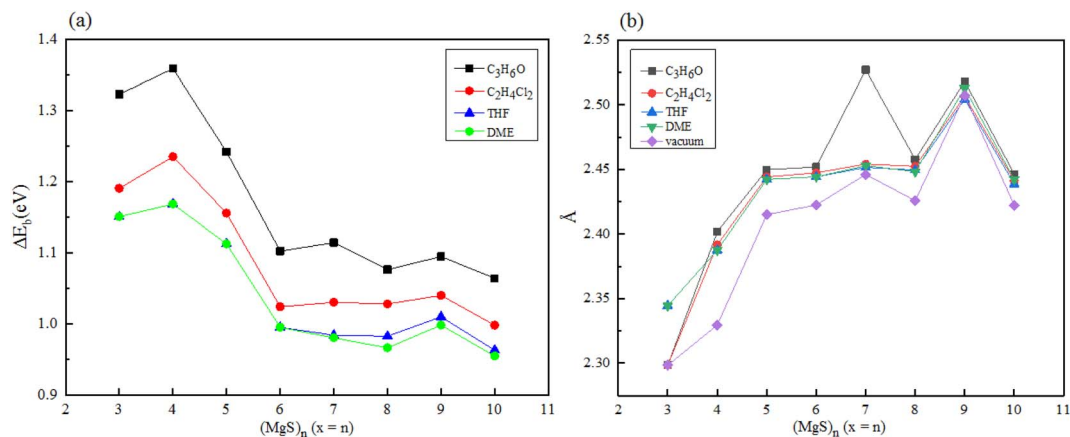 (a)
1.4
1.3
1.2
1.1
1.0
0.9
ΔE_b(eV)
C₃H₆O
C₂H₄Cl₂
THF
DME
2 3 4 5 6 7 8 9 10 11
(MgS)ₙ (x = n)
(b)
2.55
2.50
2.45
2.40
2.35
2.30
Å
C₃H₆O
C₂H₄Cl₂
THF
DME
vacuum
2 3 4 5 6 7 8 9 10 11
(MgS)ₙ (x = n)